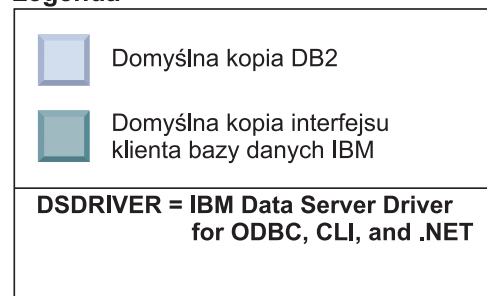 Legenda
Domyślna kopia DB2
Domyślna kopia interfejsu
klienta bazy danych IBM
DSDRIVER = IBM Data Server Driver
for ODBC, CLI, and .NET